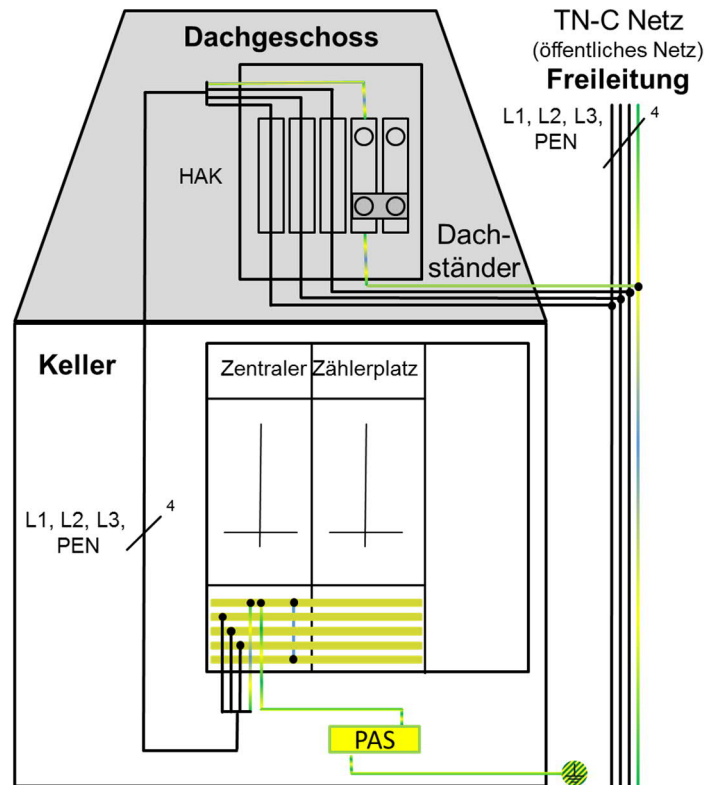 Dachgeschoss
TN-C Netz
(öffentliches Netz)
Freileitung
L1, L2, L3,
PEN
4
HAK
Dach-
ständer
Keller
Zentraler Zählerplatz
L1, L2, L3,
PEN
4
PAS